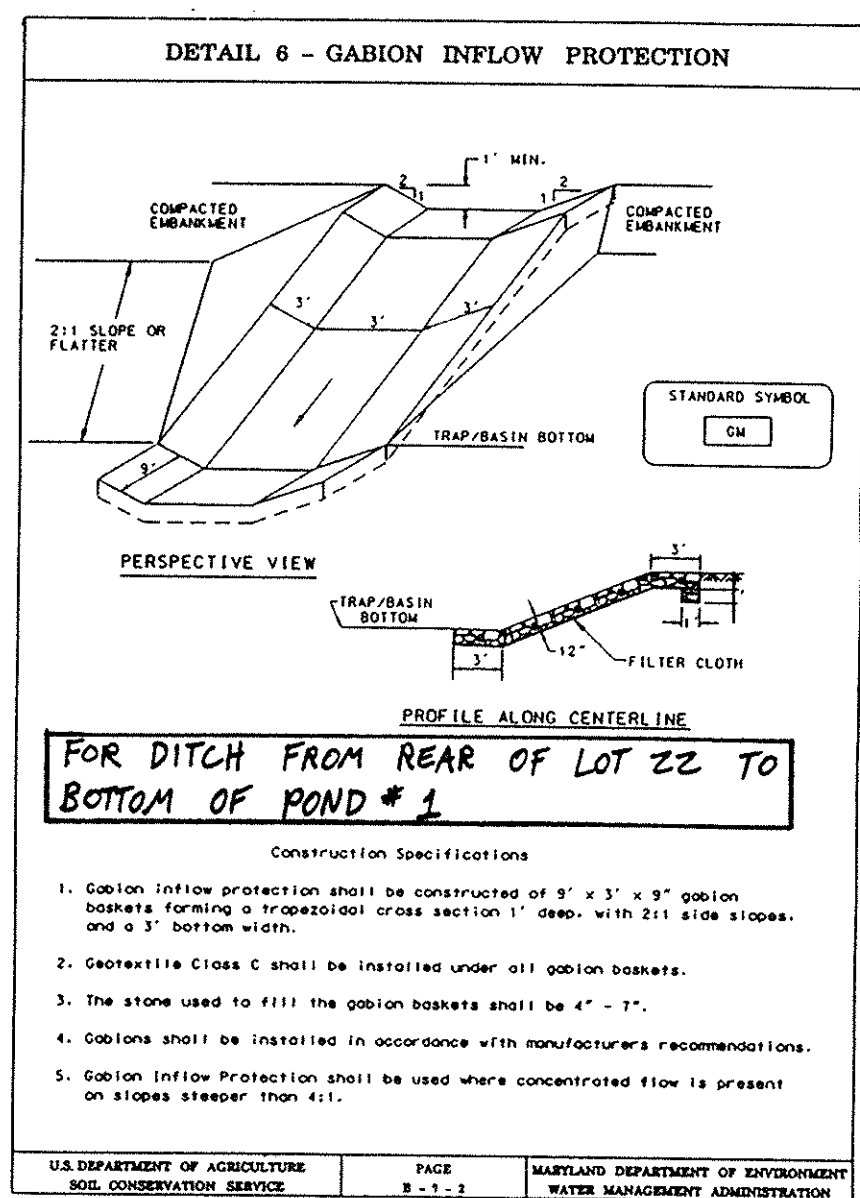 DETAIL 6 - GABION INFLOW PROTECTION
1' MIN.
2
1
1
2
COMPACTED
EMBANKMENT
COMPACTED
EMBANKMENT
3'
3'
3'
2:1 SLOPE OR
FLATTER
STANDARD SYMBOL
GM
TRAP/BASIN BOTTOM
9'
PERSPECTIVE VIEW
3'
TRAP/BASIN
BOTTOM
1'
3'
12"
FILTER CLOTH
PROFILE ALONG CENTERLINE
FOR DITCH FROM REAR OF LOT 22 TO
BOTTOM OF POND # 1
Construction Specifications
1. Gabion inflow protection shall be constructed of 9' x 3' x 9" gabion
baskets forming a trapezoidal cross section 1' deep, with 2:1 side slopes,
and a 3' bottom width.
2. Geotextile Class C shall be installed under all gabion baskets.
3. The stone used to fill the gabion baskets shall be 4" - 7".
4. Gabions shall be installed in accordance with manufacturers recommendations.
5. Gabion Inflow Protection shall be used where concentrated flow is present
on slopes steeper than 4:1.
U.S. DEPARTMENT OF AGRICULTURE
SOIL CONSERVATION SERVICE
PAGE
B - 9 - 2
MARYLAND DEPARTMENT OF ENVIRONMENT
WATER MANAGEMENT ADMINISTRATION